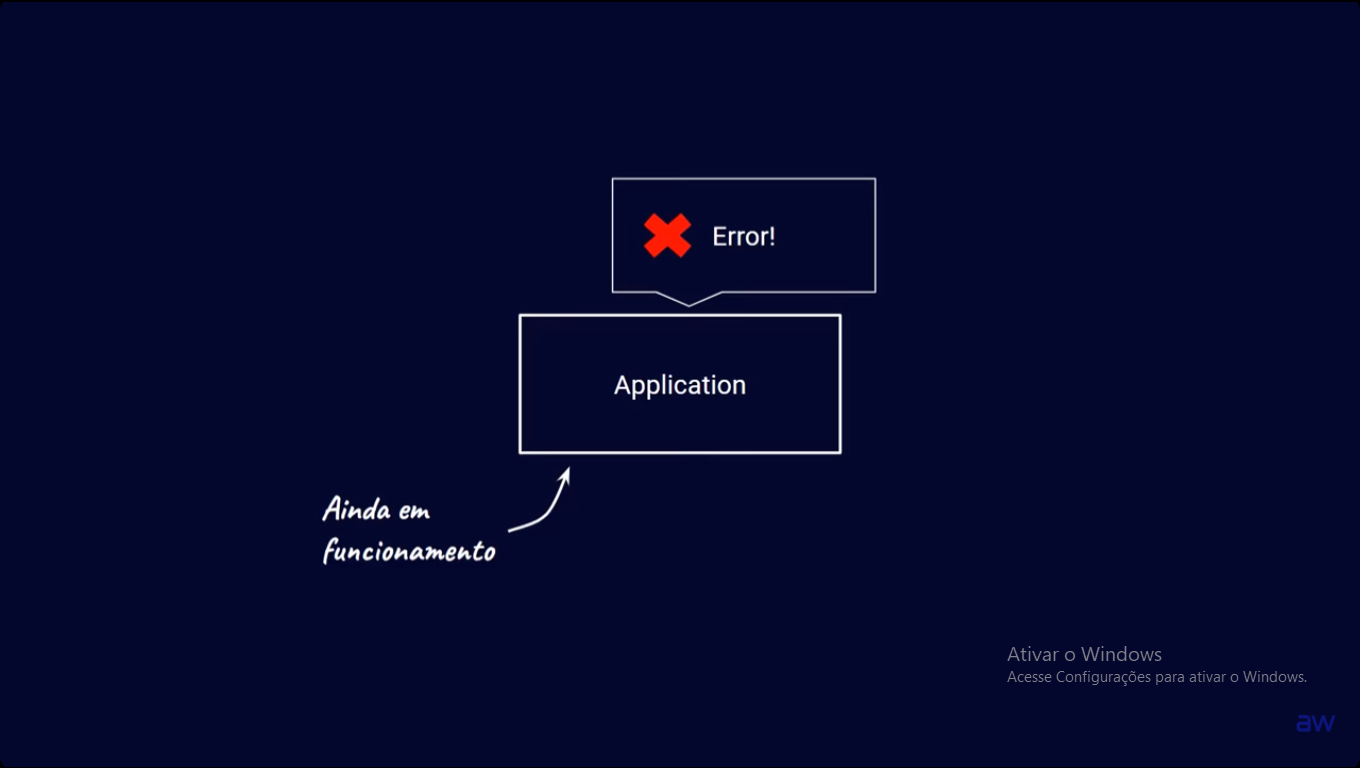 Error!
Application
Ainda em
funcionamento
Ativar o Windows
Acesse Configurações para ativar o Windows.
aw